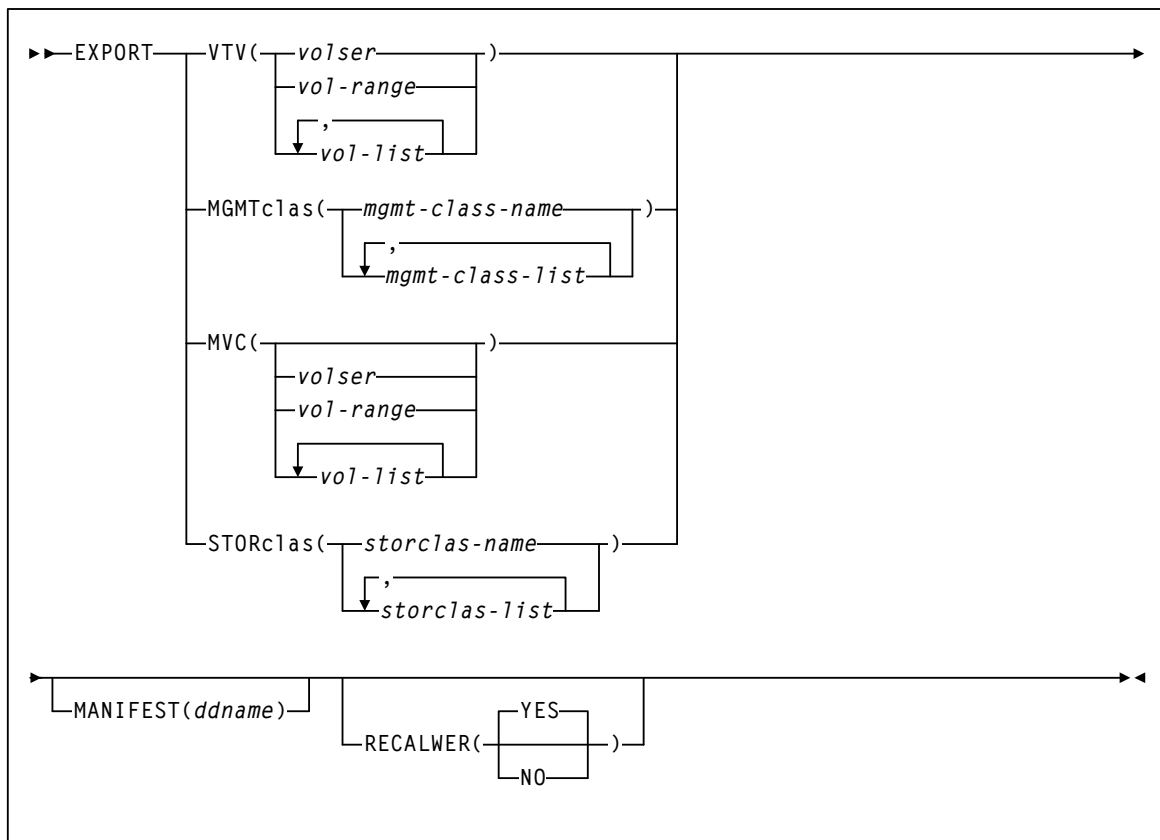 EXPORT VTV( volser )
vol-range
,
vol-list
MGMTclas( mgmt-class-name )
,
mgmt-class-list
MVC( )
volser
vol-range
vol-list
STORclas( storclas-name )
,
storclas-list
MANIFEST(ddname)
YES
RECALWER( )
NO